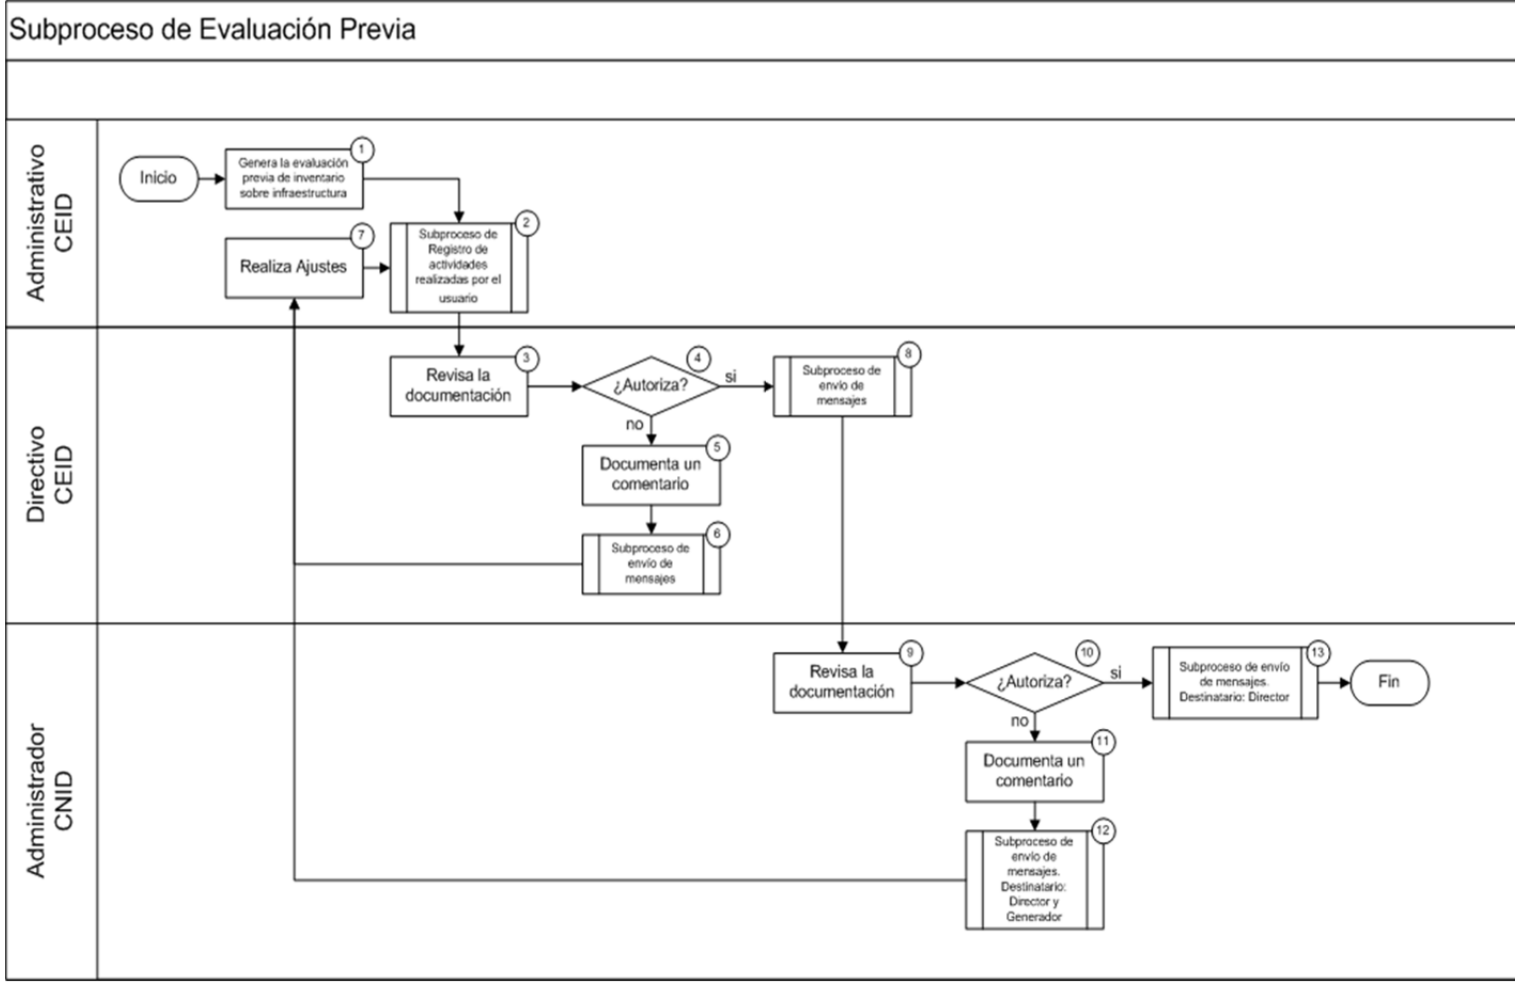 Subproceso de Evaluación Previa
Administrativo
CEID
Inicio
1
Genera la evaluación
previa de inventario
sobre infraestructura
2
Subproceso de
Registro de
actividades
realizadas por el
usuario
7
Realiza Ajustes
Directivo
CEID
3
Revisa la
documentación
4
¿Autoriza?
si
no
8
Subproceso de
envío de
mensajes
5
Documenta un
comentario
6
Subproceso de
envío de
mensajes
Administrador
CNID
9
Revisa la
documentación
10
¿Autoriza?
si
no
13
Subproceso de envío
de mensajes.
Destinatario: Director
Fin
11
Documenta un
comentario
12
Subproceso de
envío de
mensajes.
Destinatario:
Director y
Generador